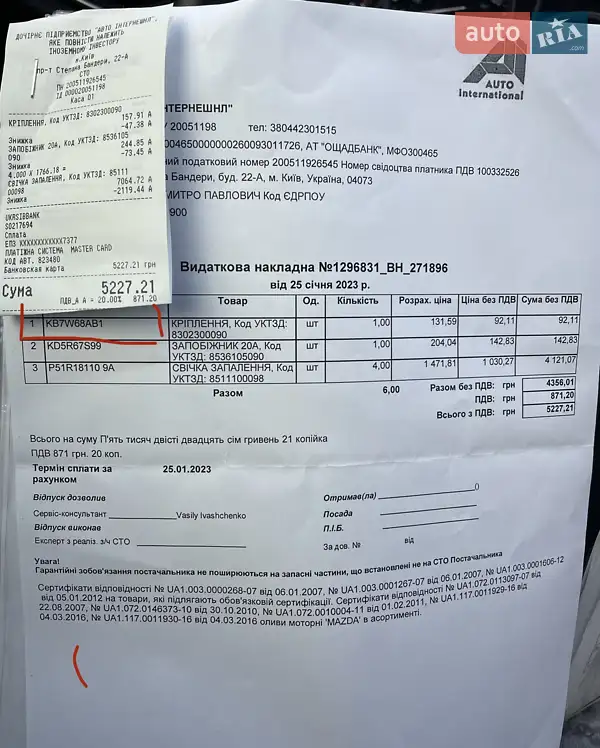 auto RIA.com
AUTO
International
ДОЧІРНЄ ПІДПРИЄМСТВО "АВТО ІНТЕРНЕШНЛ",
ЯКЕ ПОВНІСТЮ НАЛЕЖИТЬ
ІНОЗЕМНОМУ ІНВЕСТОРУ
м.Київ
пр-т Степана Бандери, 22-А
СТО
ПН 200511926545
ІД 000020051198
Каса 01
КРІПЛЕННЯ, Код УКТЗД: 8302300090
157.91 А
Знижка -47.38 А
ЗАПОБІЖНИК 20А, Код УКТЗД: 8536105
090 244.85 А
Знижка -73.45 А
4.000 X 1766.18 =
СВІЧКА ЗАПАЛЕННЯ, Код УКТЗД: 85111
00098 7064.72 А
Знижка -2119.44 А
UKRSIBBANK
S0217694
Сплата
ЕПЗ XXXXXXXXXXXX7377
ПЛАТІЖНА СИСТЕМА MASTER CARD
КОД АВТ. 823480
Банковская карта 5227.21 грн
Сума 5227.21
ПДВ_А А = 20.00% 871.20
ІНТЕРНЕШНЛ"
20051198 тел: 380442301515
00465000000260093011726, АТ "ОЩАДБАНК", МФО300465
ний податковий номер 200511926545 Номер свідоцтва платника ПДВ 100332526
Бандери, буд. 22-А, м. Київ, Україна, 04073
МИТРО ПАВЛОВИЧ Код ЄДРПОУ
900
Видаткова накладна №1296831_BH_271896
від 25 січня 2023 р.
Товар Од. Кількість Розрах. ціна Ціна без ПДВ Сума без ПДВ
1 KB7W68AB1 КРІПЛЕННЯ, Код УКТЗД: 8302300090 шт 1,00 131,59 92,11 92,11
2 KD5R67S99 ЗАПОБІЖНИК 20А, Код УКТЗД: 8536105090 шт 1,00 204,04 142,83 142,83
3 P51R18110 9A СВІЧКА ЗАПАЛЕННЯ, Код УКТЗД: 8511100098 шт 4,00 1 471,81 1 030,27 4 121,07
Разом 6,00 Разом без ПДВ: грн 4356,01
ПДВ: грн 871,20
Всього з ПДВ: грн 5227,21
Всього на суму П'ять тисяч двісті двадцять сім гривень 21 копійка
ПДВ 871 грн. 20 коп.
Термін сплати за рахунком 25.01.2023
Відпуск дозволив
Отримав(ла) ()
Сервіс-консультант Vasily Ivashchenko
Посада
Відпуск виконав
П.І.Б.
Експерт з реаліз. з/ч СТО
За дов. № від
Увага!
Гарантійні зобов'язання постачальника не поширюються на запасні частини, що встановлені не на СТО Постачальника
Сертифікати відповідності № UA1.003.0000268-07 від 06.01.2007, № UA1.003.0001267-07 від 06.01.2007, № UA1.003.0001606-12
від 05.01.2012 на товари, які підлягають обов'язковій сертифікації. Сертифікати відповідності № UA1.072.0113097-07 від
22.08.2007, № UA1.072.0146373-10 від 30.10.2010, № UA1.072.0010004-11 від 01.02.2011, № UA1.117.0011929-16 від
04.03.2016, № UA1.117.0011930-16 від 04.03.2016 оливи моторні 'MAZDA' в асортименті.